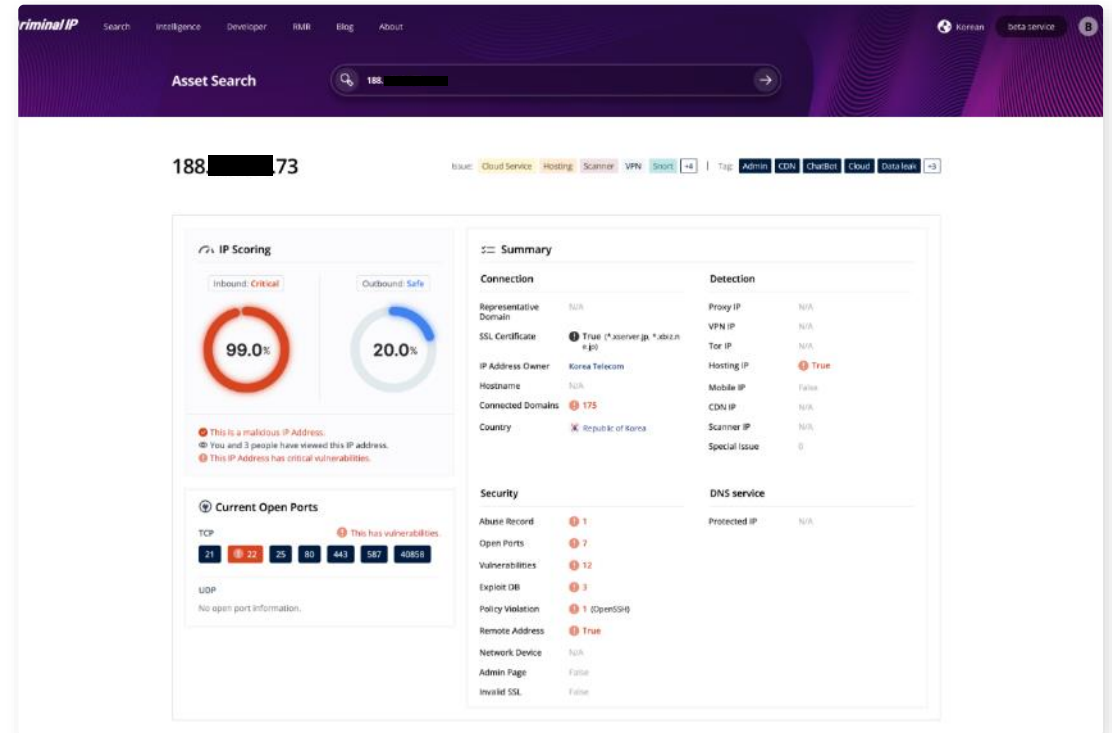 riminal IP Search Intelligence Developer RMR Blog About Korean beta service B
Asset Search 188.
188. .73 Issue: Cloud Service Hosting Scanner VPN Snort +4 | Tag: Admin CDN ChatBot Cloud Data leak +3
IP Scoring
Inbound: Critical Outbound: Safe
99.0% 20.0%
This is a malicious IP Address.
You and 3 people have viewed this IP address.
This IP Address has critical vulnerabilities.
Current Open Ports
TCP This has vulnerabilities.
21 22 25 80 443 587 40858
UDP
No open port information.
Summary
Connection
Representative Domain N/A
SSL Certificate True (*.xserver.jp,
IP Address Owner Korea Telecom
Hostname N/A
Connected Domains 175
Country Republic of Korea
Detection
Proxy IP N/A
VPN IP N/A
Tor IP N/A
Hosting IP True
Mobile IP False
CDN IP N/A
Scanner IP N/A
Special Issue 0
Security
Abuse Record 1
Open Ports 7
Vulnerabilities 12
Exploit DB 3
Policy Violation 1 (OpenSSH)
Remote Address True
Network Device N/A
Admin Page False
Invalid SSL False
DNS service
Protected IP N/A